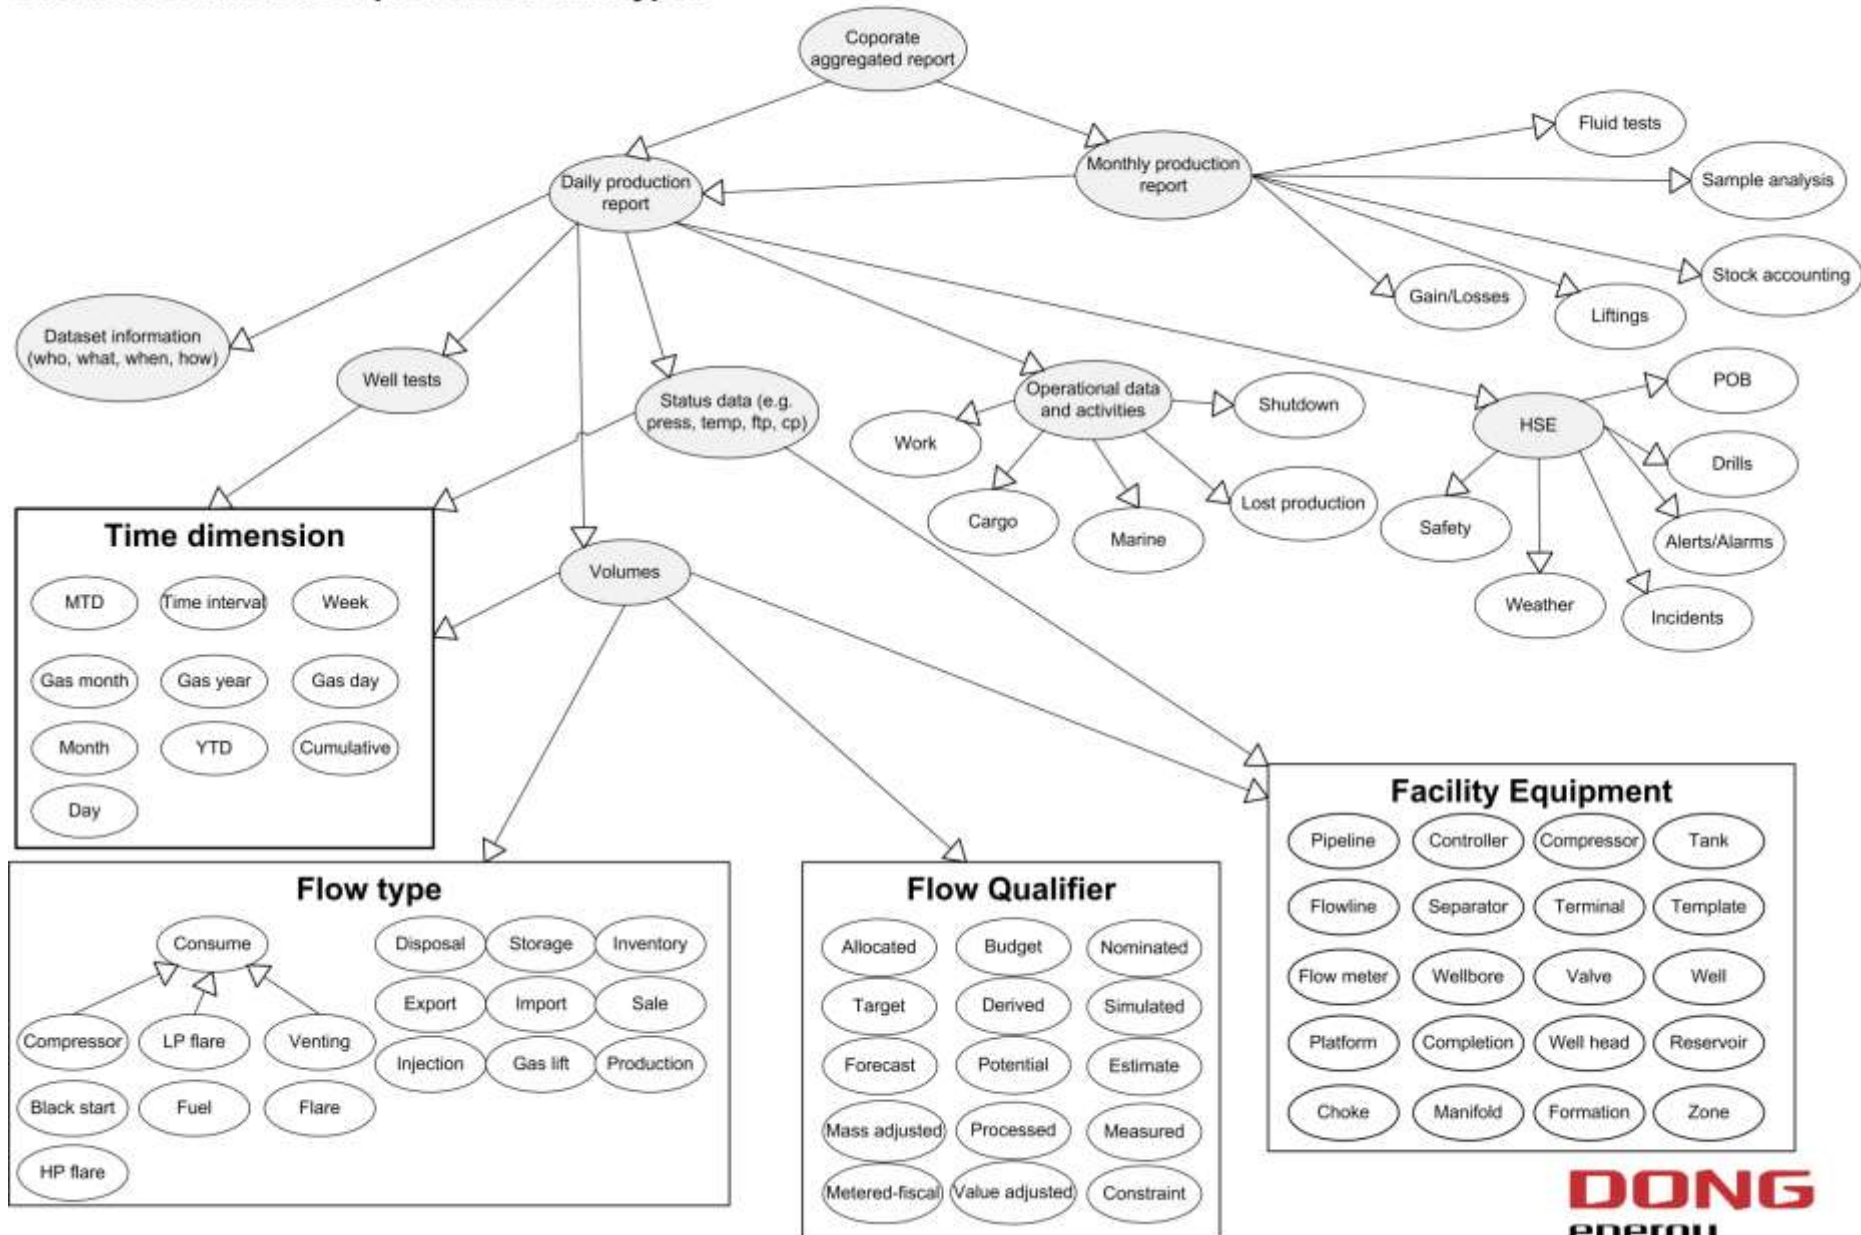 Coporate
aggregated report
Fluid tests
Monthly production
report
Daily production
report
Sample analysis
Stock accounting
Gain/Losses
Liftings
Dataset information
(who, what, when, how)
Well tests
Status data (e.g.
press, temp, ftp, cp)
Operational data
and activities
Shutdown
POB
HSE
Work
Drills
Cargo
Marine
Lost production
Safety
Alerts/Alarms
Weather
Incidents
Time dimension
MTD
Time interval
Week
Gas month
Gas year
Gas day
Month
YTD
Cumulative
Day
Volumes
Flow type
Consume
Disposal
Storage
Inventory
Export
Import
Sale
Compressor
LP flare
Venting
Injection
Gas lift
Production
Black start
Fuel
Flare
HP flare
Flow Qualifier
Allocated
Budget
Nominated
Target
Derived
Simulated
Forecast
Potential
Estimate
Mass adjusted
Processed
Measured
Metered-fiscal
Value adjusted
Constraint
Facility Equipment
Pipeline
Controller
Compressor
Tank
Flowline
Separator
Terminal
Template
Flow meter
Wellbore
Valve
Well
Platform
Completion
Well head
Reservoir
Choke
Manifold
Formation
Zone
DONG
energy